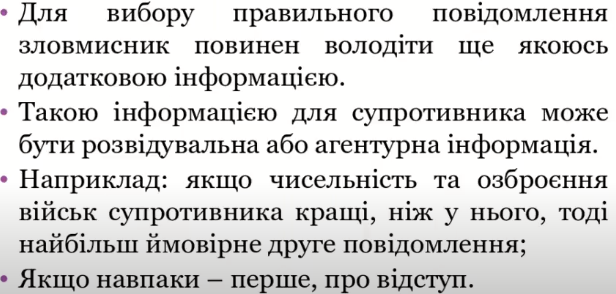 • Для вибору правильного повідомлення
зловмисник повинен володіти ще якоюсь
додатковою інформацією.
• Такою інформацією для супротивника може
бути розвідувальна або агентурна інформація.
• Наприклад: якщо чисельність та озброєння
військ супротивника кращі, ніж у нього, тоді
найбільш ймовірне друге повідомлення;
• Якщо навпаки – перше, про відступ.